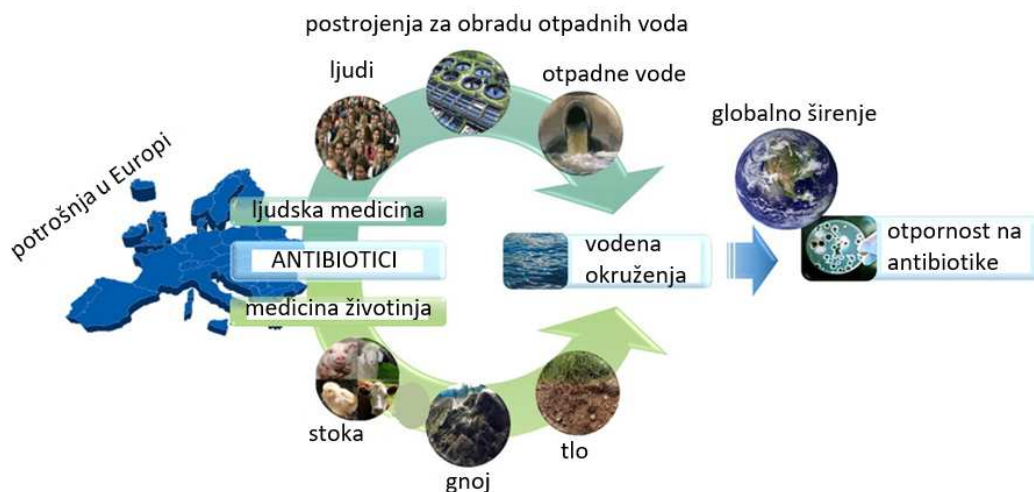 postrojenja za obradu otpadnih voda
ljudi
otpadne vode
globalno širenje
potrošnja u Europi
ljudska medicina
ANTIBIOTICI
medicina životinja
vodena
okruženja
otpornost na
antibiotike
stoka
gnoj
tlo